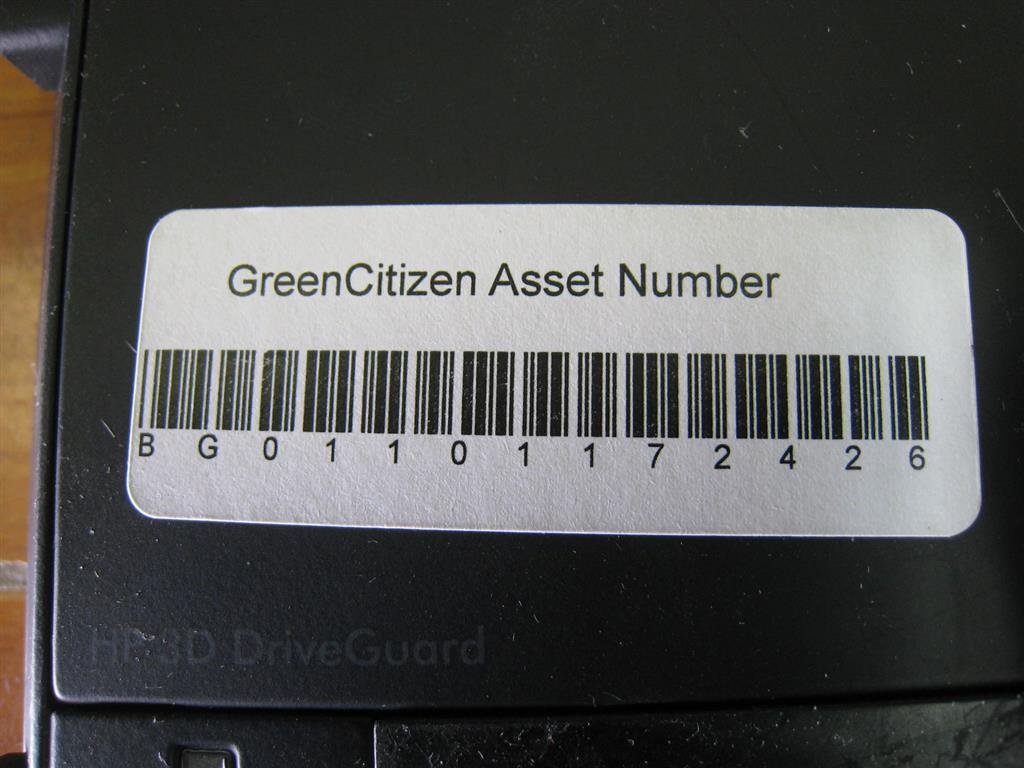 GreenCitizen Asset Number
B G 0 1 1 0 1 1 7 2 4 2 6
HP 3D DriveGuard